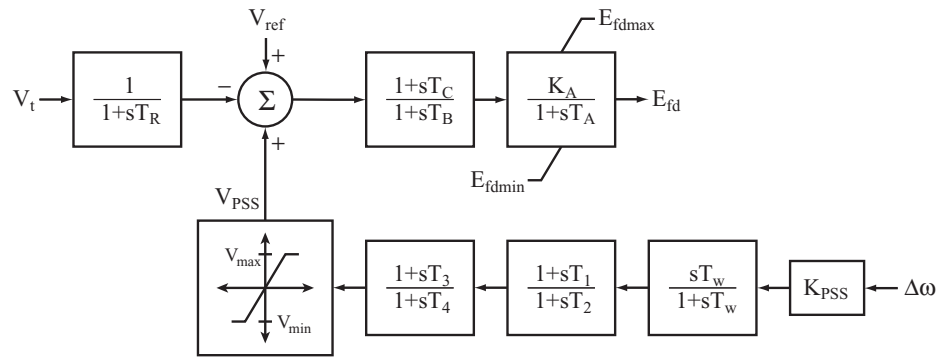 V_ref
E_fdmax
+
V_t
1
1+sT_R
−
Σ
1+sT_C
1+sT_B
K_A
1+sT_A
E_fd
+
E_fdmin
V_PSS
V_max
V_min
1+sT_3
1+sT_4
1+sT_1
1+sT_2
sT_w
1+sT_w
K_PSS
Δω